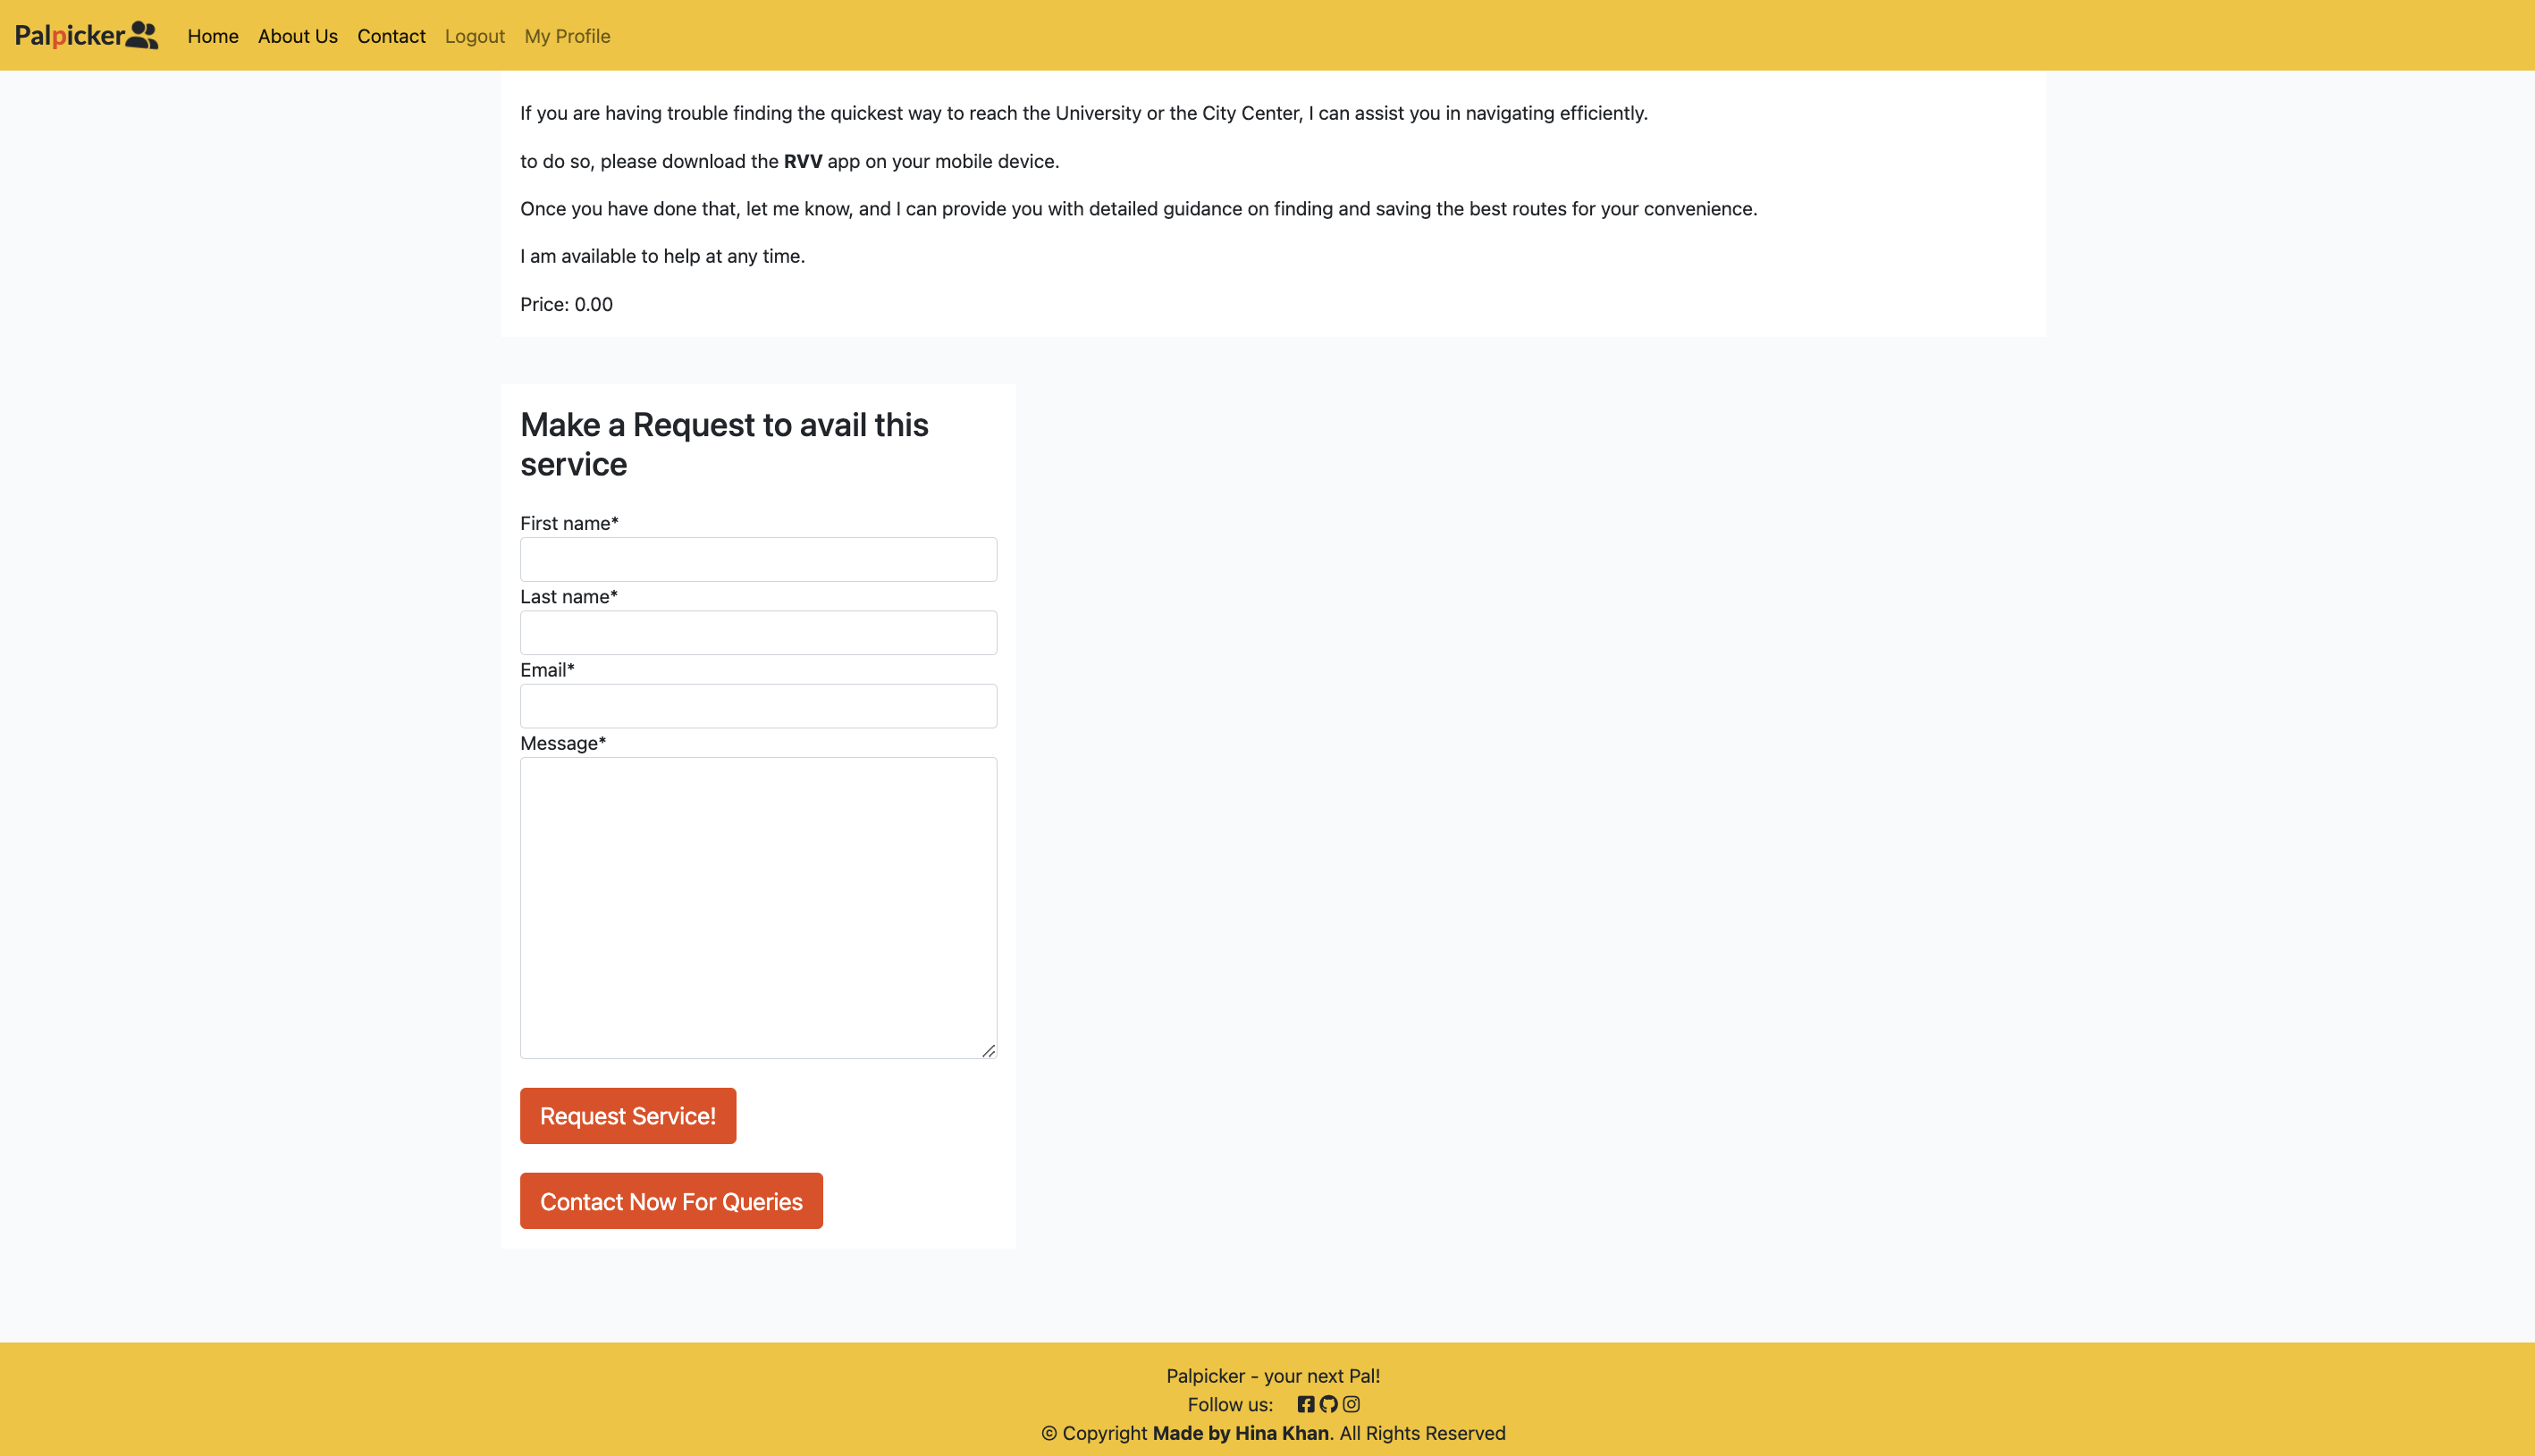 Palpicker Home About Us Contact Logout My Profile
If you are having trouble finding the quickest way to reach the University or the City Center, I can assist you in navigating efficiently.
to do so, please download the RVV app on your mobile device.
Once you have done that, let me know, and I can provide you with detailed guidance on finding and saving the best routes for your convenience.
I am available to help at any time.
Price: 0.00
Make a Request to avail this
service
First name*
Last name*
Email*
Message*
Request Service!
Contact Now For Queries
Palpicker - your next Pal!
Follow us:
© Copyright Made by Hina Khan. All Rights Reserved